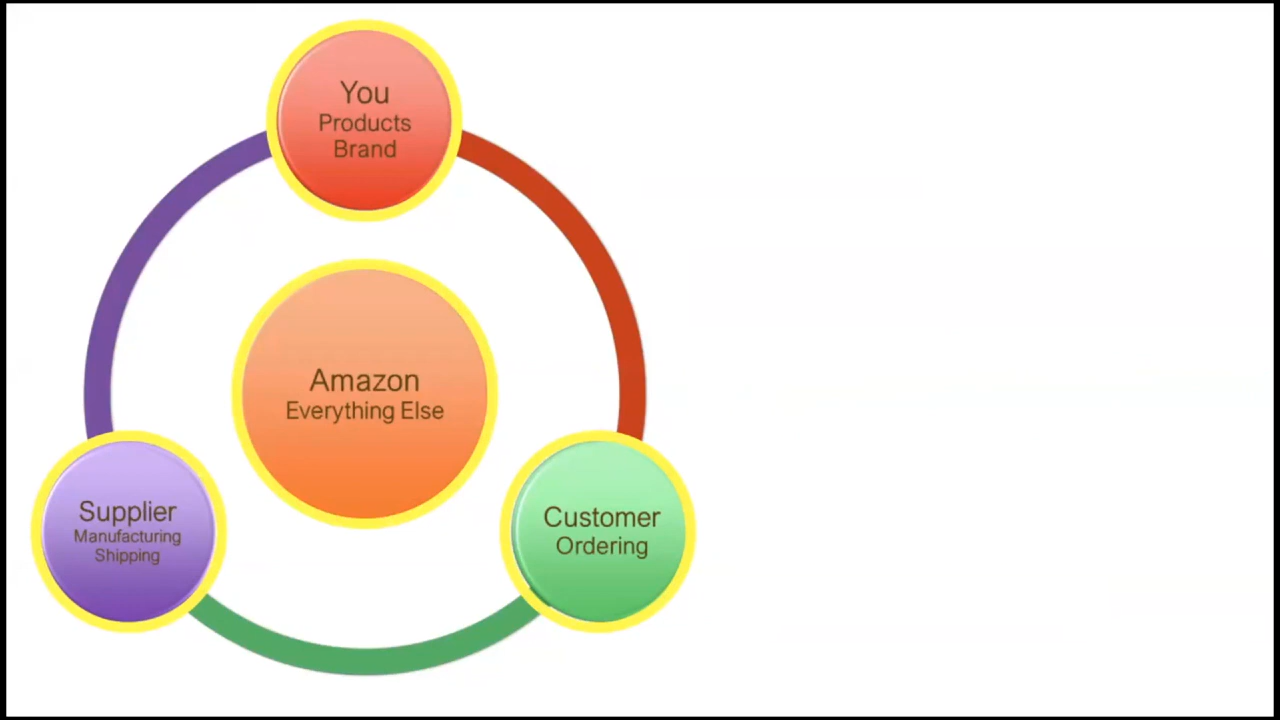 You
Products
Brand
Amazon
Everything Else
Supplier
Manufacturing
Shipping
Customer
Ordering